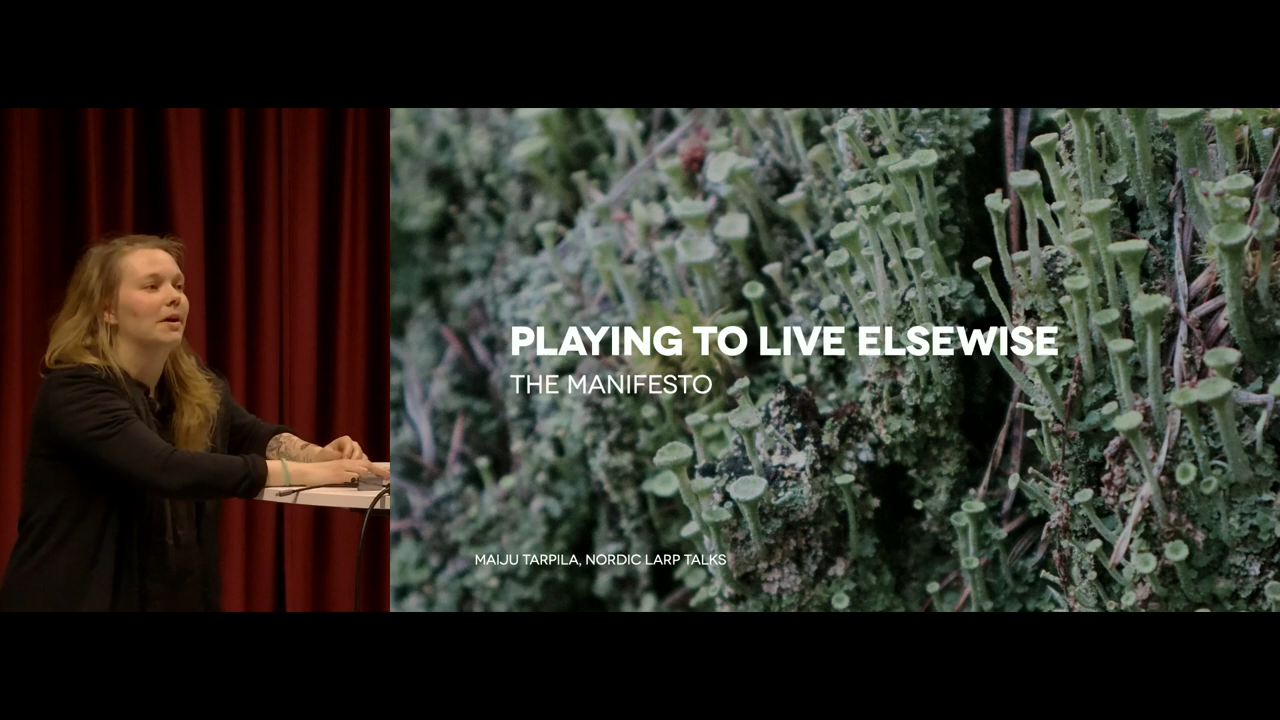 PLAYING TO LIVE ELSEWISE
THE MANIFESTO
MAIJU TARPILA, NORDIC LARP TALKS